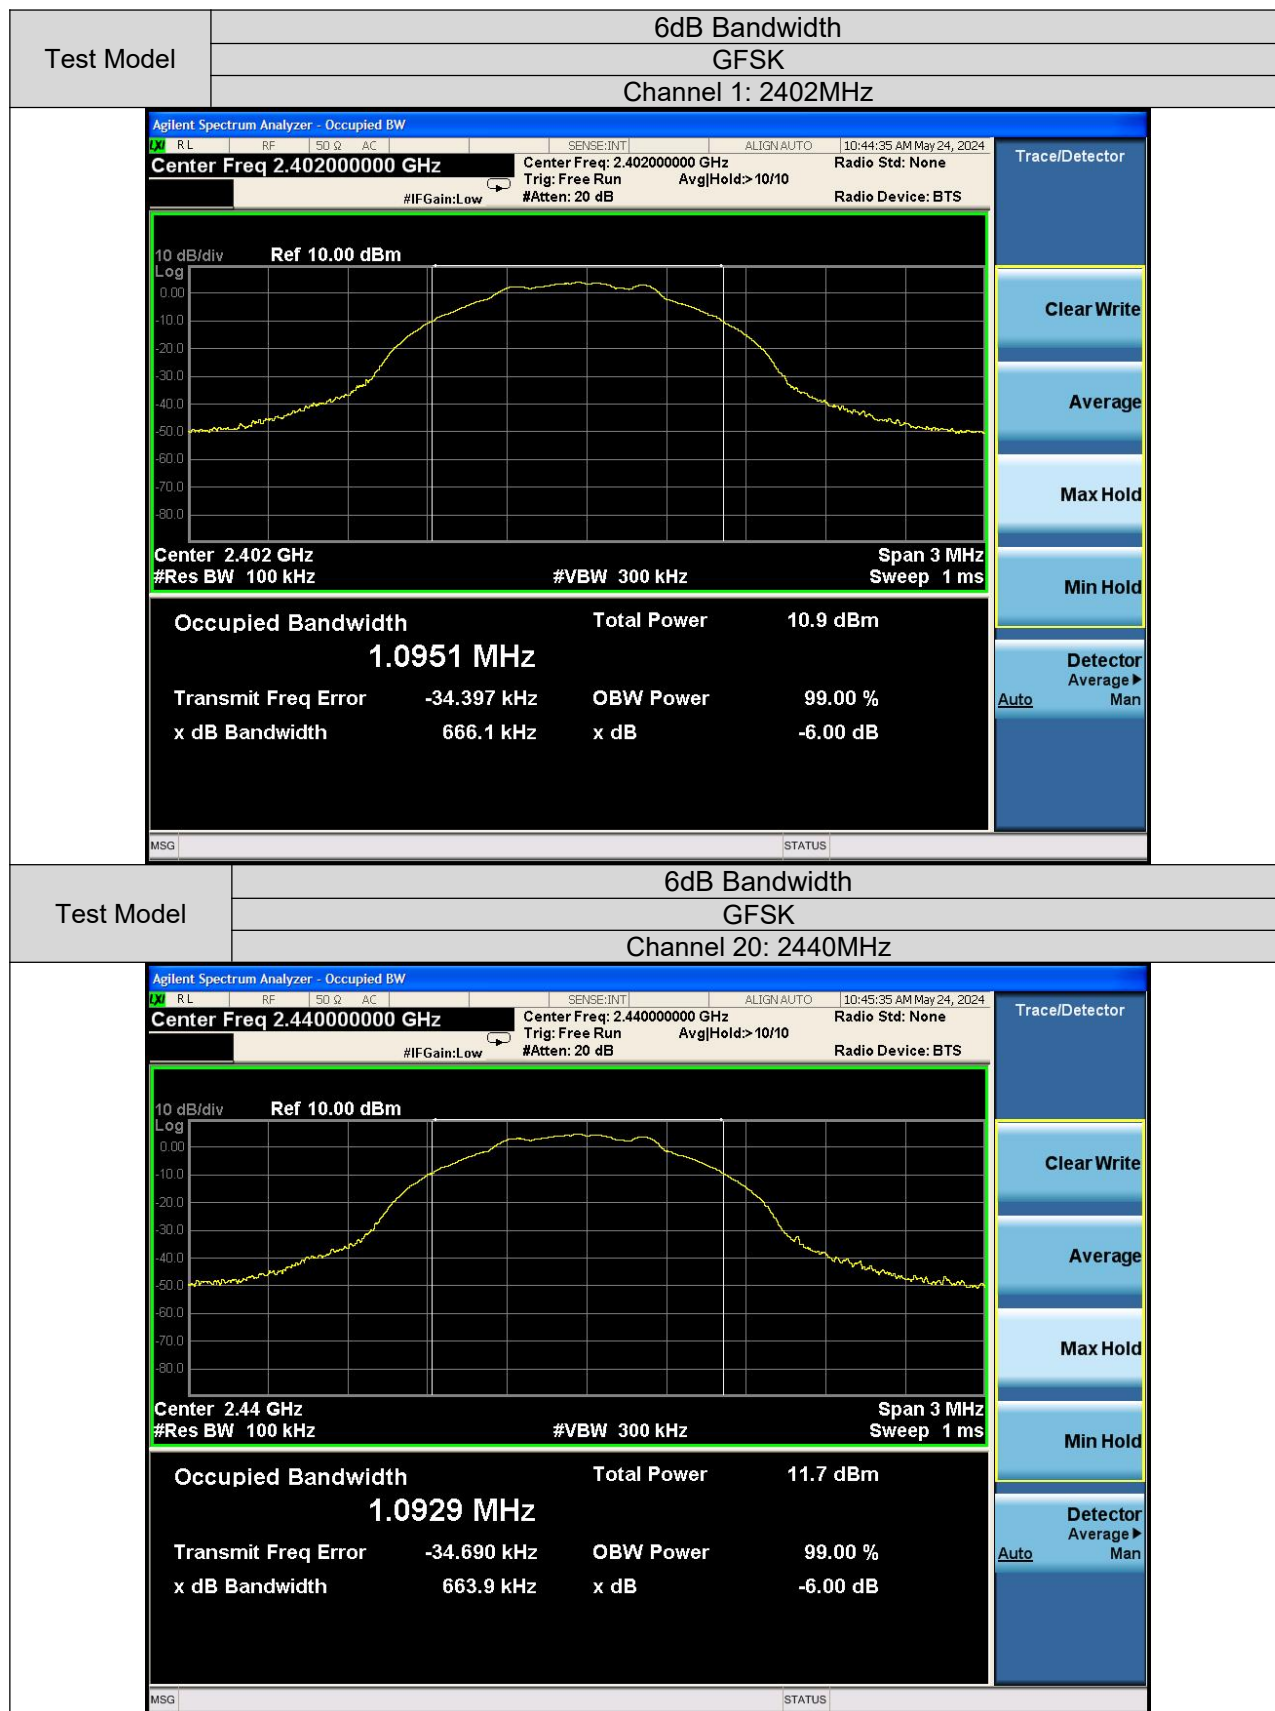 Test Model
6dB Bandwidth
GFSK
Channel 1: 2402MHz
Agilent Spectrum Analyzer - Occupied BW
LXI RL RF 50 Ω AC SENSE:INT ALIGN AUTO 10:44:35 AM May 24, 2024
Center Freq 2.402000000 GHz
Center Freq: 2.402000000 GHz
Radio Std: None
Trig: Free Run Avg|Hold:>10/10
#IFGain:Low
#Atten: 20 dB
Radio Device: BTS
Trace/Detector
10 dB/div Ref 10.00 dBm
Log
0.00
-10.0
-20.0
-30.0
-40.0
-50.0
-60.0
-70.0
-80.0
Clear Write
Average
Max Hold
Min Hold
Detector
Average
Auto Man
Center 2.402 GHz Span 3 MHz
#Res BW 100 kHz #VBW 300 kHz Sweep 1 ms
Occupied Bandwidth Total Power 10.9 dBm
1.0951 MHz
Transmit Freq Error -34.397 kHz OBW Power 99.00 %
x dB Bandwidth 666.1 kHz x dB -6.00 dB
MSG STATUS
Test Model
6dB Bandwidth
GFSK
Channel 20: 2440MHz
Agilent Spectrum Analyzer - Occupied BW
LXI RL RF 50 Ω AC SENSE:INT ALIGN AUTO 10:45:35 AM May 24, 2024
Center Freq 2.440000000 GHz
Center Freq: 2.440000000 GHz
Radio Std: None
Trig: Free Run Avg|Hold:>10/10
#IFGain:Low
#Atten: 20 dB
Radio Device: BTS
Trace/Detector
10 dB/div Ref 10.00 dBm
Log
0.00
-10.0
-20.0
-30.0
-40.0
-50.0
-60.0
-70.0
-80.0
Clear Write
Average
Max Hold
Min Hold
Detector
Average
Auto Man
Center 2.44 GHz Span 3 MHz
#Res BW 100 kHz #VBW 300 kHz Sweep 1 ms
Occupied Bandwidth Total Power 11.7 dBm
1.0929 MHz
Transmit Freq Error -34.690 kHz OBW Power 99.00 %
x dB Bandwidth 663.9 kHz x dB -6.00 dB
MSG STATUS